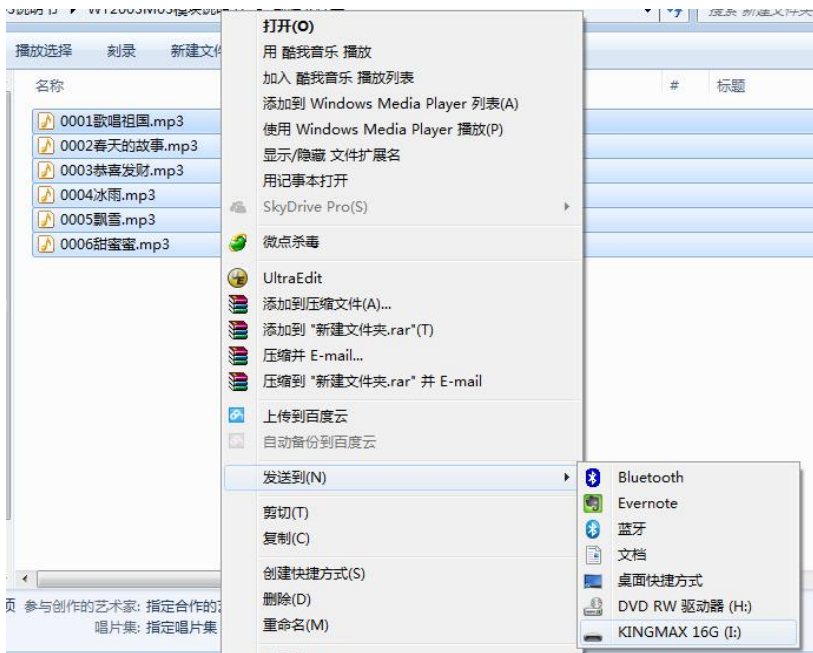 打开(O)
播放选择 刻录 新建文件
用 酷我音乐 播放
加入 酷我音乐 播放列表
名称
# 标题
添加到 Windows Media Player 列表(A)
0001歌唱祖国.mp3
使用 Windows Media Player 播放(P)
0002春天的故事.mp3
显示/隐藏 文件扩展名
0003恭喜发财.mp3
用记事本打开
0004冰雨.mp3
SkyDrive Pro(S)
0005飘雪.mp3
0006甜蜜蜜.mp3
微点杀毒
UltraEdit
添加到压缩文件(A)...
添加到 "新建文件夹.rar"(T)
压缩并 E-mail...
压缩到 "新建文件夹.rar" 并 E-mail
上传到百度云
自动备份到百度云
发送到(N)
Bluetooth
Evernote
剪切(T)
蓝牙
复制(C)
文档
创建快捷方式(S)
桌面快捷方式
删除(D)
DVD RW 驱动器 (H:)
重命名(M)
KINGMAX 16G (I:)
参与创作的艺术家: 指定合作的
唱片集: 指定唱片集